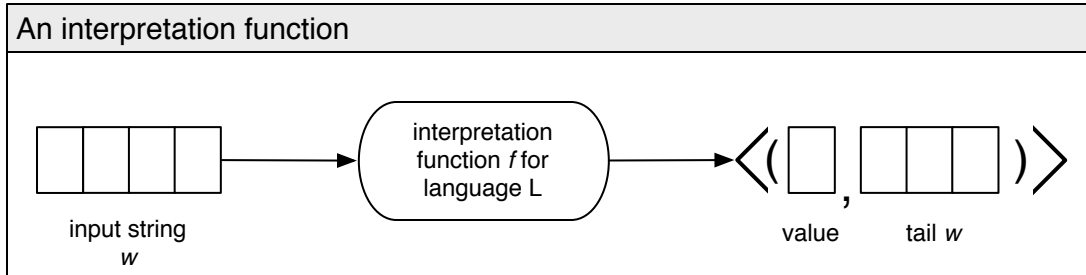 An interpretation function
interpretation
function f for
language L
( , )
input string
w
value
tail w